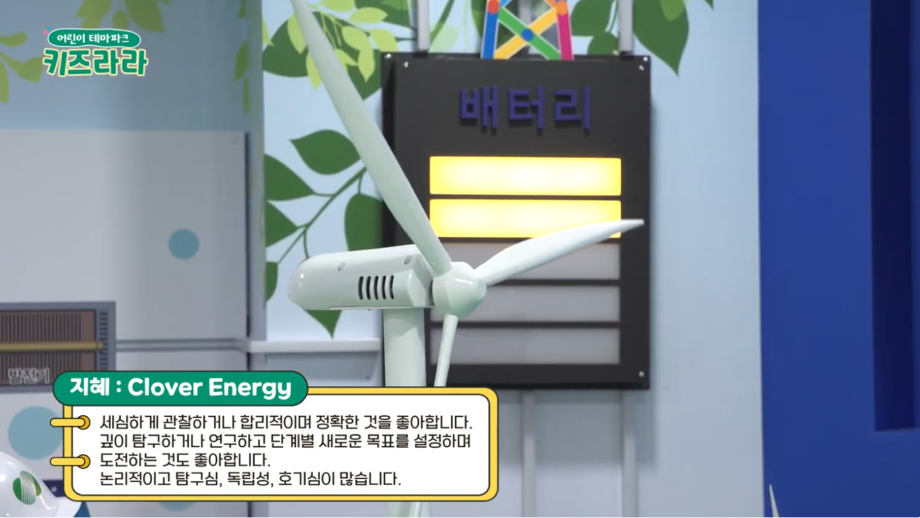 어린이 테마파크
키즈라라
배터리
지혜 : Clover Energy
세심하게 관찰하거나 합리적이며 정확한 것을 좋아합니다.
깊이 탐구하거나 연구하고 단계별 새로운 목표를 설정하며
도전하는 것도 좋아합니다.
논리적이고 탐구심, 독립성, 호기심이 많습니다.